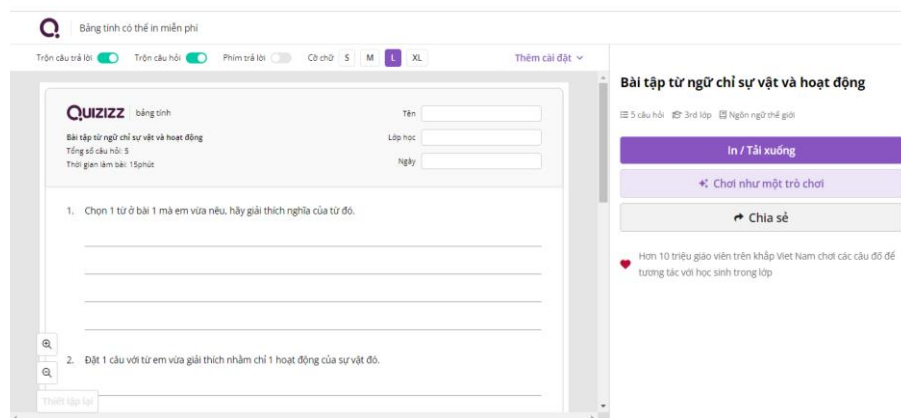 Bảng tính có thể in miễn phí
Trộn câu trả lời Trộn câu hỏi Phím trả lời Cỡ chữ S M L XL Thêm cài đặt
QUIZIZZ bảng tính
Bài tập từ ngữ chỉ sự vật và hoạt động
Tổng số câu hỏi: 5
Thời gian làm bài: 15phút
Tên
Lớp học
Ngày
1. Chọn 1 từ ở bài 1 mà em vừa nêu, hãy giải thích nghĩa của từ đó.
2. Đặt 1 câu với từ em vừa giải thích nhằm chỉ 1 hoạt động của sự vật đó.
Thiết lập lại
Bài tập từ ngữ chỉ sự vật và hoạt động
5 câu hỏi 3rd lớp Ngôn ngữ thế giới
In / Tải xuống
Chơi như một trò chơi
Chia sẻ
Hơn 10 triệu giáo viên trên khắp Viet Nam chơi các câu đố để
tương tác với học sinh trong lớp